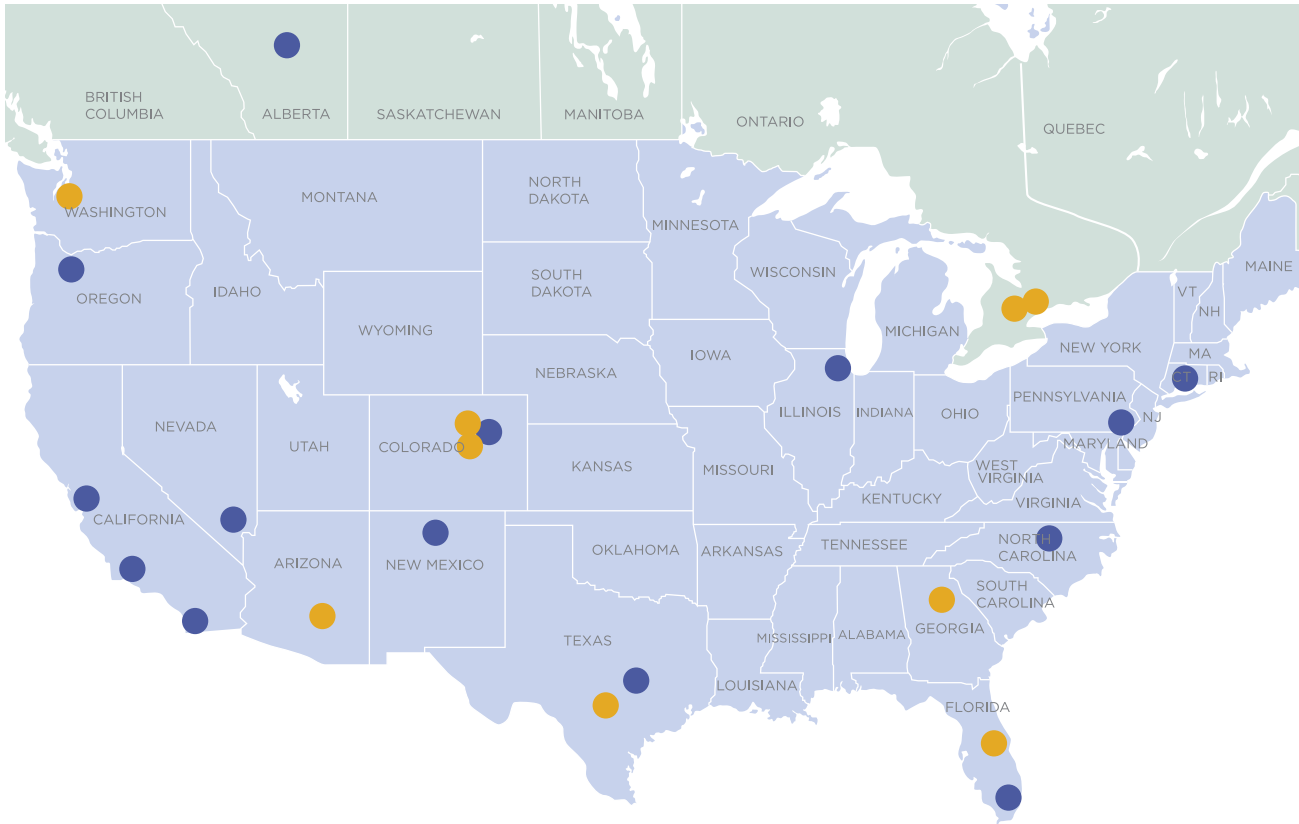 BRITISH
COLUMBIA
ALBERTA
SASKATCHEWAN
MANITOBA
ONTARIO
QUEBEC
WASHINGTON
MONTANA
NORTH
DAKOTA
MINNESOTA
OREGON
IDAHO
SOUTH
DAKOTA
WISCONSIN
MICHIGAN
MAINE
VT
NH
WYOMING
IOWA
NEW YORK
MA
CT
RI
NEBRASKA
ILLINOIS
INDIANA
OHIO
PENNSYLVANIA
NJ
NEVADA
UTAH
COLORADO
KANSAS
MISSOURI
WEST
VIRGINIA
MARYLAND
KENTUCKY
VIRGINIA
CALIFORNIA
ARIZONA
NEW MEXICO
OKLAHOMA
ARKANSAS
TENNESSEE
NORTH
CAROLINA
SOUTH
CAROLINA
TEXAS
MISSISSIPPI
ALABAMA
GEORGIA
LOUISIANA
FLORIDA